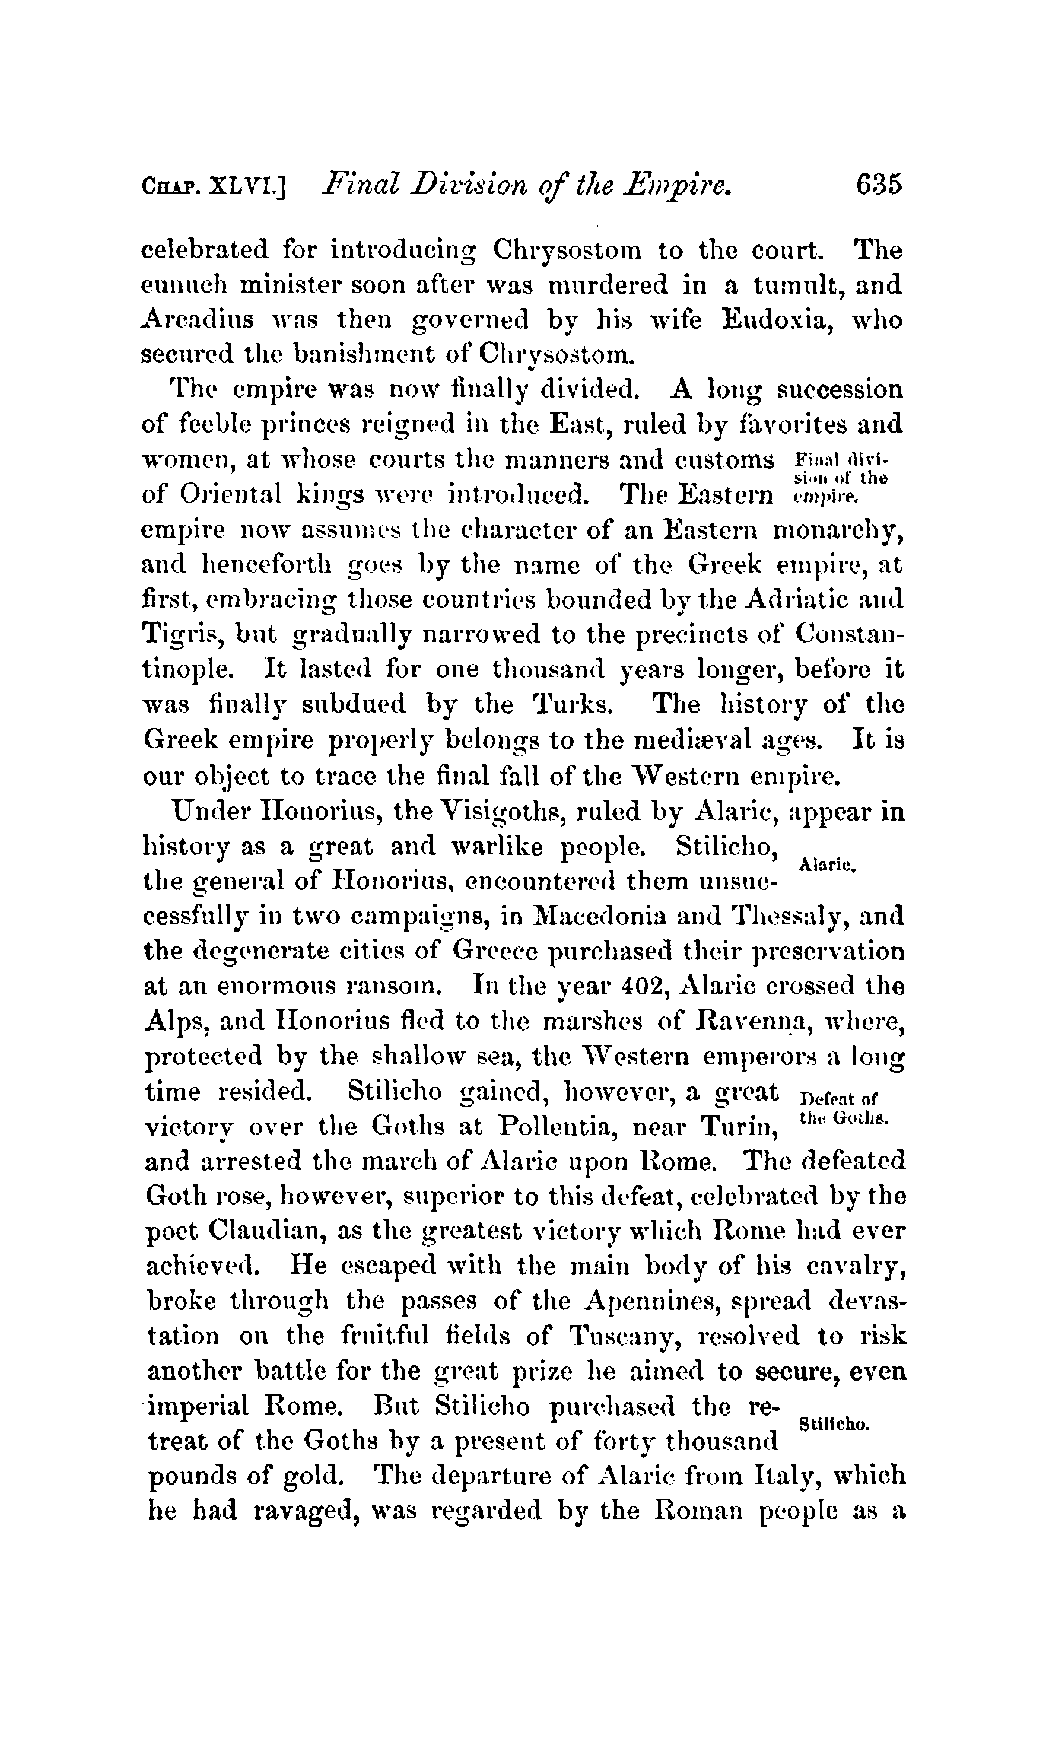 CHAP. XLVI.] Final Division of the Empire. 635
celebrated for introducing Chrysostom to the court. The
eunuch minister soon after was murdered in a tumult, and
Arcadius was then governed by his wife Eudoxia, who
secured the banishment of Chrysostom.
The empire was now finally divided. A long succession
of feeble princes reigned in the East, ruled by favorites and
women, at whose courts the manners and customs
Final divi-
sion of the
empire.
of Oriental kings were introduced. The Eastern
empire now assumes the character of an Eastern monarchy,
and henceforth goes by the name of the Greek empire, at
first, embracing those countries bounded by the Adriatic and
Tigris, but gradually narrowed to the precincts of Constan-
tinople. It lasted for one thousand years longer, before it
was finally subdued by the Turks. The history of the
Greek empire properly belongs to the mediæval ages. It is
our object to trace the final fall of the Western empire.
Under Honorius, the Visigoths, ruled by Alaric, appear in
history as a great and warlike people. Stilicho,
Alaric.
the general of Honorius, encountered them unsuc-
cessfully in two campaigns, in Macedonia and Thessaly, and
the degenerate cities of Greece purchased their preservation
at an enormous ransom. In the year 402, Alaric crossed the
Alps, and Honorius fled to the marshes of Ravenna, where,
protected by the shallow sea, the Western emperors a long
time resided. Stilicho gained, however, a great
Defeat of
the Goths.
victory over the Goths at Pollentia, near Turin,
and arrested the march of Alaric upon Rome. The defeated
Goth rose, however, superior to this defeat, celebrated by the
poet Claudian, as the greatest victory which Rome had ever
achieved. He escaped with the main body of his cavalry,
broke through the passes of the Apennines, spread devas-
tation on the fruitful fields of Tuscany, resolved to risk
another battle for the great prize he aimed to secure, even
imperial Rome. But Stilicho purchased the re-
Stilicho.
treat of the Goths by a present of forty thousand
pounds of gold. The departure of Alaric from Italy, which
he had ravaged, was regarded by the Roman people as a